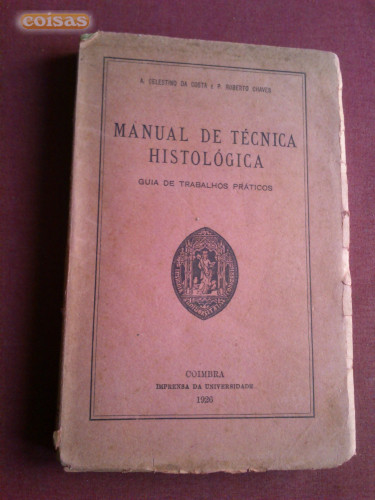 coisas
A. CELESTINO DA COSTA e P. ROBERTO CHAVES
MANUAL DE TÉCNICA
HISTOLÓGICA
GUIA DE TRABALHOS PRÁTICOS
COIMBRA
IMPRENSA DA UNIVERSIDADE
1926